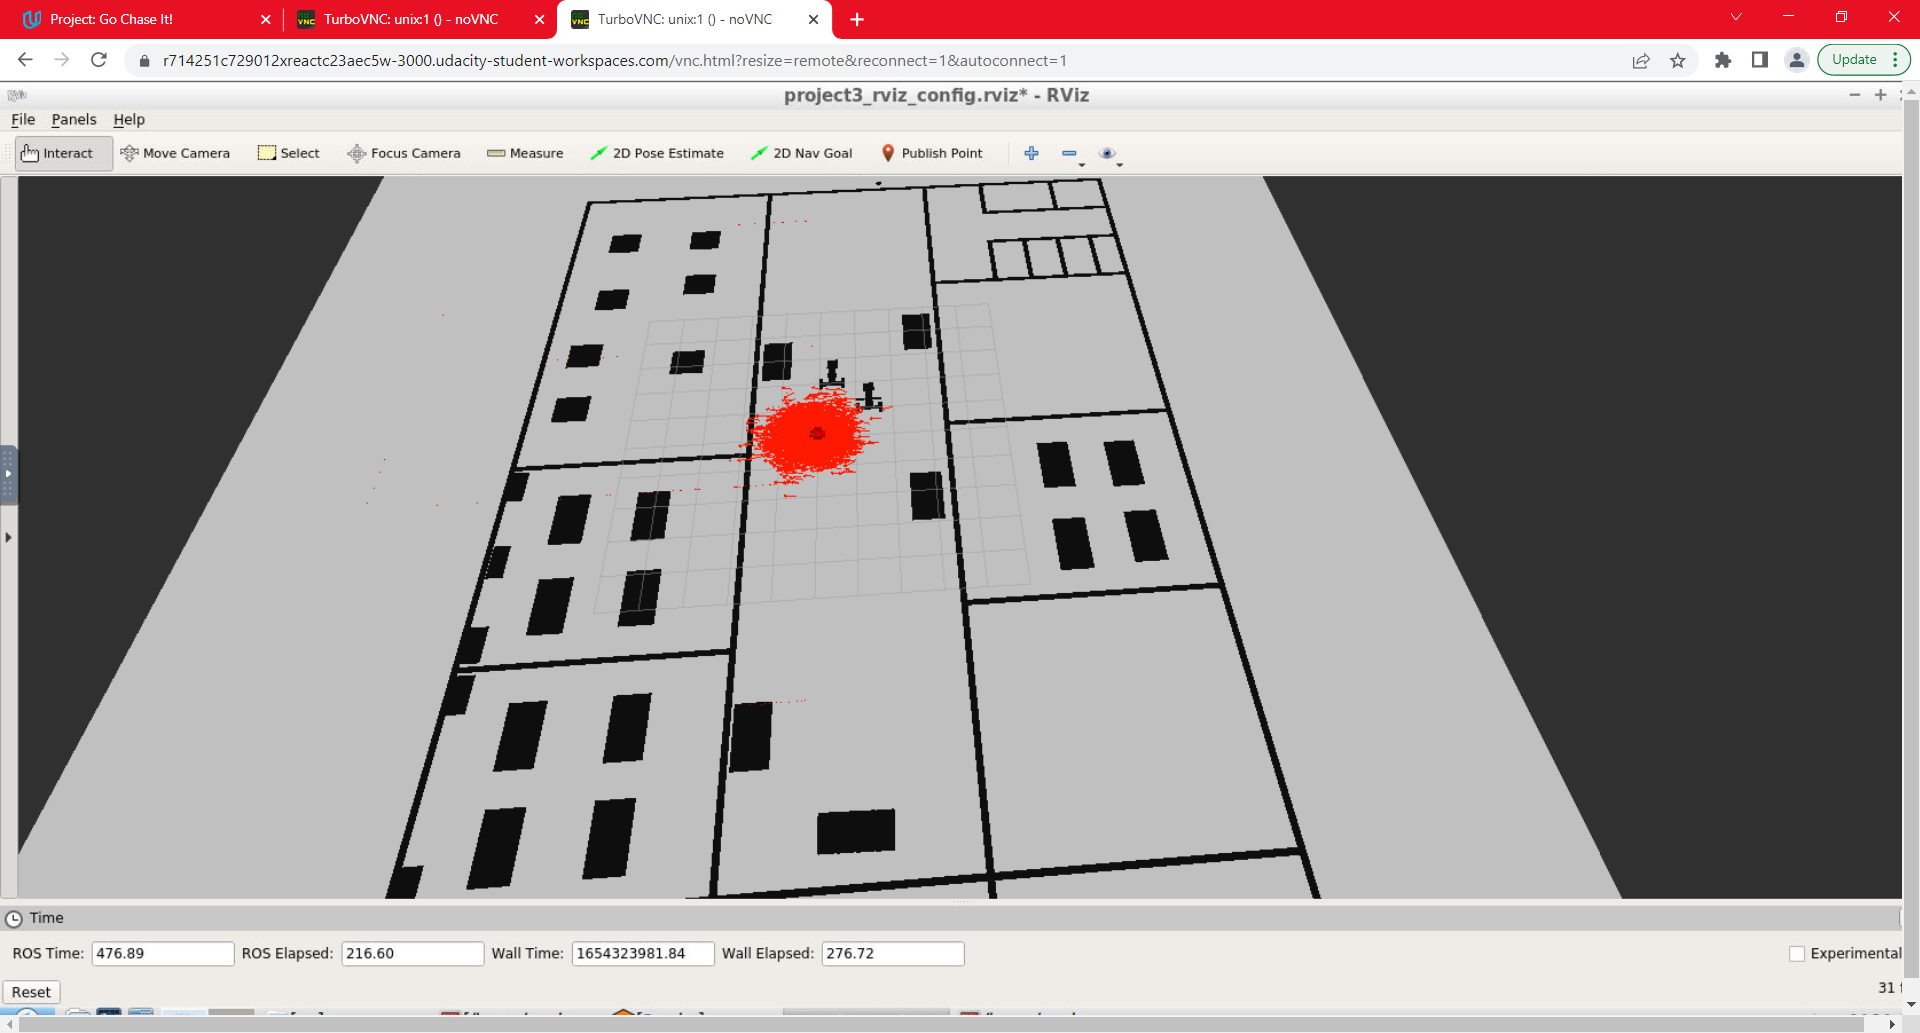 Project: Go Chase It!
TurboVNC: unix:1 () - noVNC
TurboVNC: unix:1 () - noVNC
r714251c729012xreactc23aec5w-3000.udacity-student-workspaces.com/vnc.html?resize=remote&reconnect=1&autoconnect=1
Update
project3_rviz_config.rviz* - RViz
File Panels Help
Interact Move Camera Select Focus Camera Measure 2D Pose Estimate 2D Nav Goal Publish Point
Time
ROS Time: 476.89 ROS Elapsed: 216.60 Wall Time: 1654323981.84 Wall Elapsed: 276.72 Experimental
Reset
31